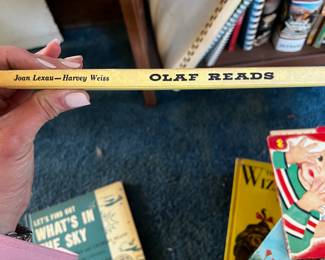 Joan Lexau—Harvey Weiss OLAF READS
LET'S FIND OUT
WHAT'S IN
THE SKY
WIZ